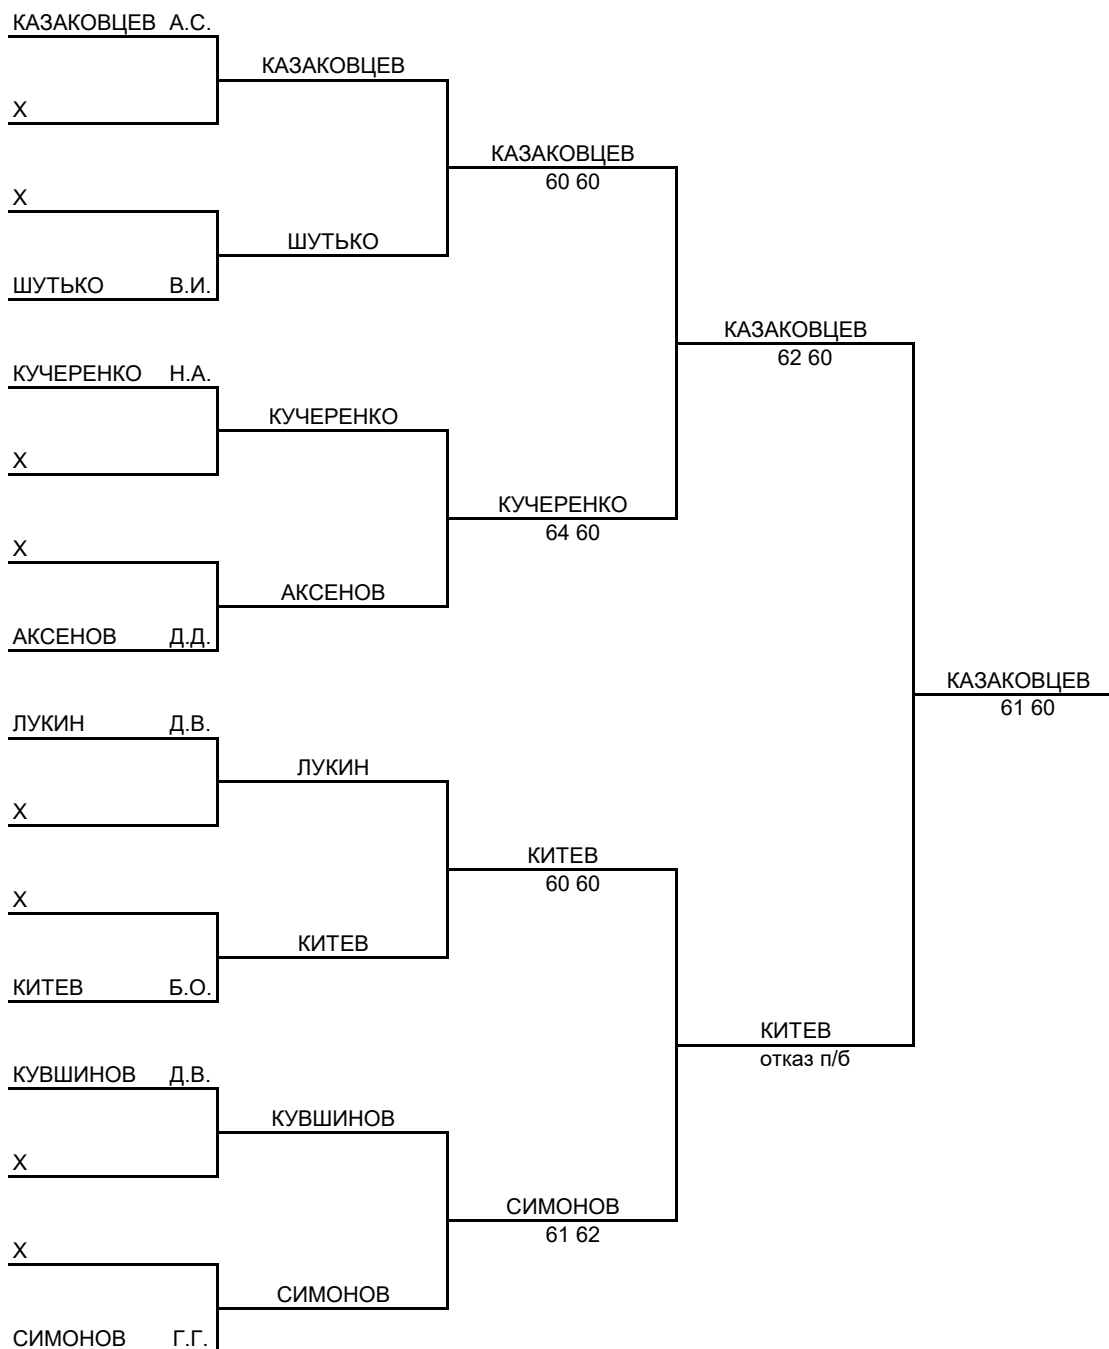 КАЗАКОВЦЕВ А.С.
КАЗАКОВЦЕВ
X
КАЗАКОВЦЕВ
60 60
X
ШУТЬКО
ШУТЬКО В.И.
КАЗАКОВЦЕВ
62 60
КУЧЕРЕНКО Н.А.
КУЧЕРЕНКО
X
КУЧЕРЕНКО
64 60
X
АКСЕНОВ
АКСЕНОВ Д.Д.
КАЗАКОВЦЕВ
61 60
ЛУКИН Д.В.
ЛУКИН
X
КИТЕВ
60 60
X
КИТЕВ
КИТЕВ Б.О.
КИТЕВ
отказ п/б
КУВШИНОВ Д.В.
КУВШИНОВ
X
СИМОНОВ
61 62
X
СИМОНОВ
СИМОНОВ Г.Г.